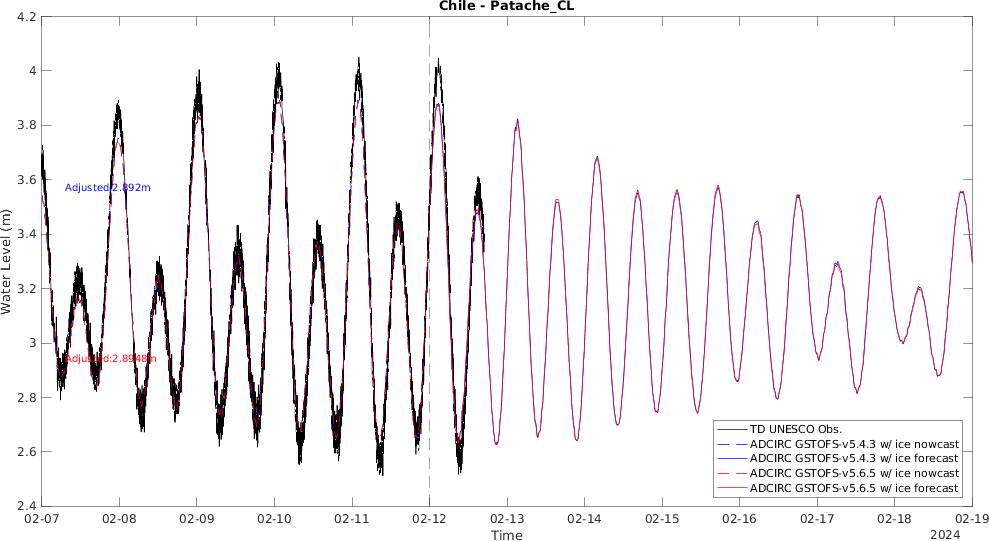 Chile - Patache_CL
4.2
4
3.8
3.6
3.4
3.2
3
2.8
2.6
2.4
Water Level (m)
Adjusted:2.892m
Adjusted:2.8948m
TD UNESCO Obs.
ADCIRC GSTOFS-v5.4.3 w/ ice nowcast
ADCIRC GSTOFS-v5.4.3 w/ ice forecast
ADCIRC GSTOFS-v5.6.5 w/ ice nowcast
ADCIRC GSTOFS-v5.6.5 w/ ice forecast
02-07 02-08 02-09 02-10 02-11 02-12 02-13 02-14 02-15 02-16 02-17 02-18 02-19
Time
2024